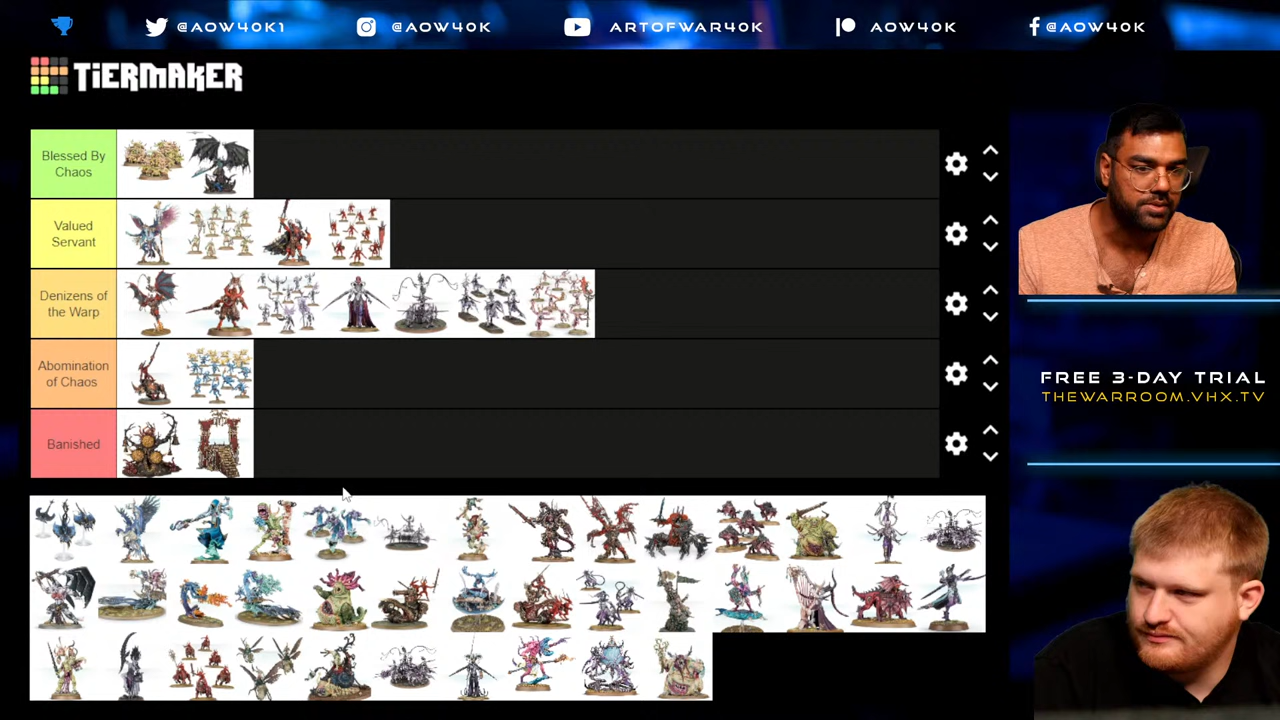 @AOW40K1
@AOW40K
ARTOFWAR40K
AOW40K
@AOW40K
TiERMAKER
Blessed By
Chaos
Valued
Servant
Denizens of
the Warp
Abomination
of Chaos
Banished
FREE 3-DAY TRIAL
THEWARROOM.VHX.TV